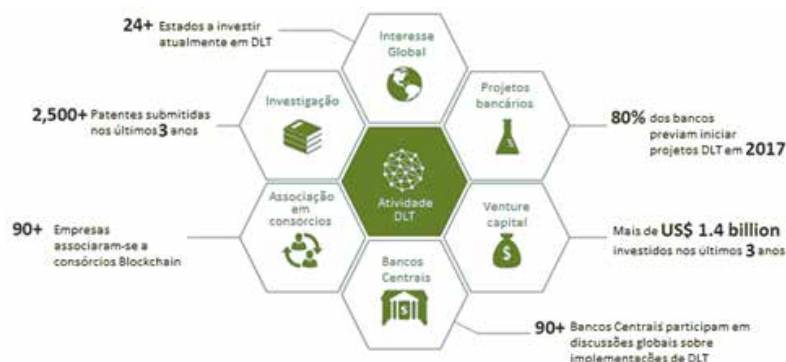 24+ Estados a investir
atualmente em DLT
Interesse
Global
Investigação
2,500+ Patentes submetidas
nos últimos 3 anos
Projetos
bancários
80% dos bancos
previam iniciar
projetos DLT em 2017
Atividade
DLT
Associação
em
consórcios
90+ Empresas
associaram-se a
consórcios Blockchain
Venture
capital
$
Mais de US$ 1.4 billion
investidos nos últimos 3 anos
Bancos
Centrais
$
90+ Bancos Centrais participam em
discussões globais sobre
implementações de DLT